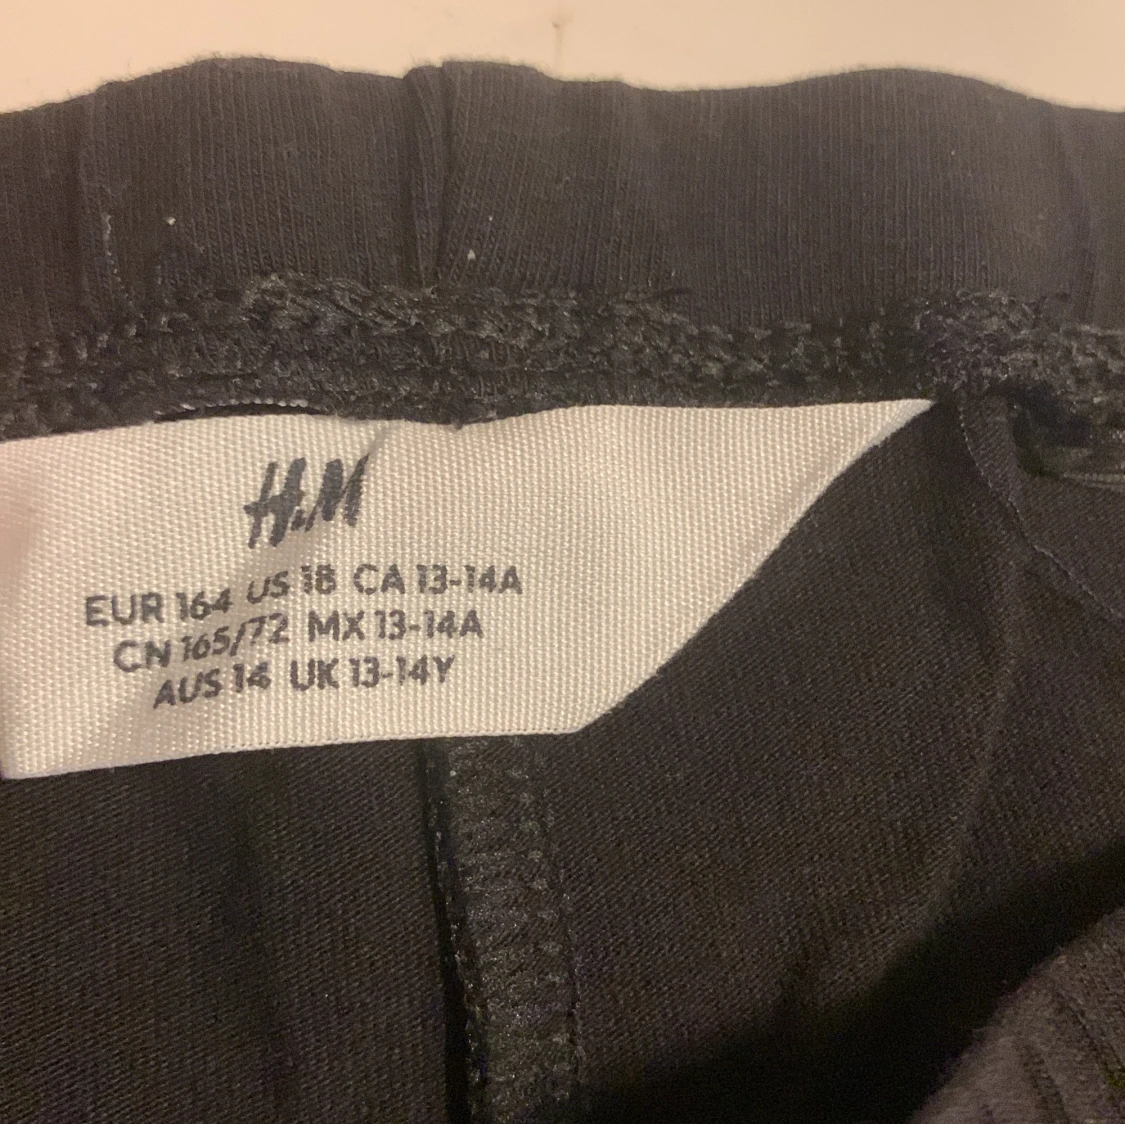 H&M
EUR 164 US 18 CA 13-14A
CN 165/72 MX 13-14A
AUS 14 UK 13-14Y